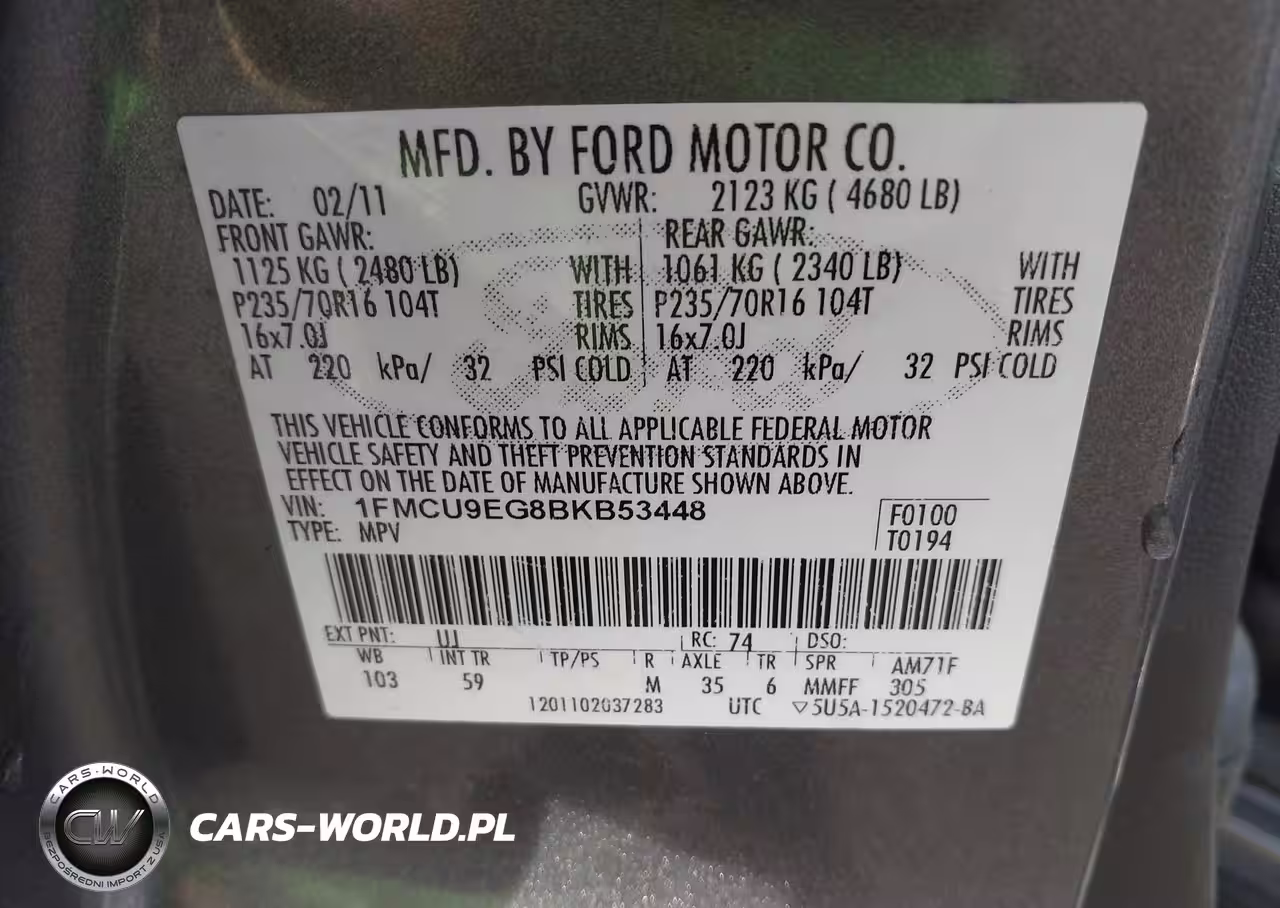 MFD. BY FORD MOTOR CO.
DATE: 02/11 GVWR: 2123 KG ( 4680 LB)
FRONT GAWR: REAR GAWR:
1125 KG ( 2480 LB) WITH 1061 KG ( 2340 LB) WITH
P235/70R16 104T TIRES P235/70R16 104T TIRES
16x7.0J RIMS 16x7.0J RIMS
AT 220 kPa/ 32 PSI COLD AT 220 kPa/ 32 PSI COLD
THIS VEHICLE CONFORMS TO ALL APPLICABLE FEDERAL MOTOR
VEHICLE SAFETY AND THEFT PREVENTION STANDARDS IN
EFFECT ON THE DATE OF MANUFACTURE SHOWN ABOVE.
VIN: 1FMCU9EG8BKB53448 F0100
TYPE: MPV T0194
EXT PNT: UJ RC: 74 DSO:
WB INT TR TP/PS R AXLE TR SPR AM71F
103 59 M 35 6 MMFF 305
1201102037283 UTC ▽5U5A-1520472-BA
CARS-WORLD
CW
BEZPOŚREDNI IMPORT Z USA
CARS-WORLD.PL